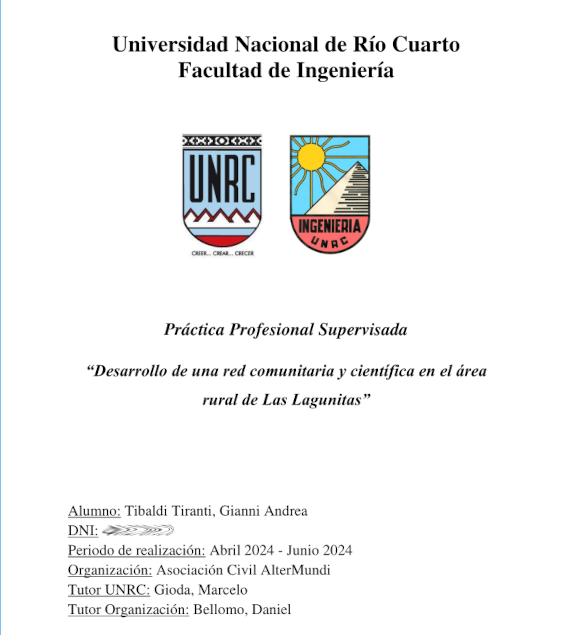 Universidad Nacional de Río Cuarto
Facultad de Ingeniería
UNRC
CREER... CREAR... CRECER
INGENIERIA
UNRC
Práctica Profesional Supervisada
“Desarrollo de una red comunitaria y científica en el área
rural de Las Lagunitas”
Alumno: Tibaldi Tiranti, Gianni Andrea
DNI:
Periodo de realización: Abril 2024 - Junio 2024
Organización: Asociación Civil AlterMundi
Tutor UNRC: Gioda, Marcelo
Tutor Organización: Bellomo, Daniel